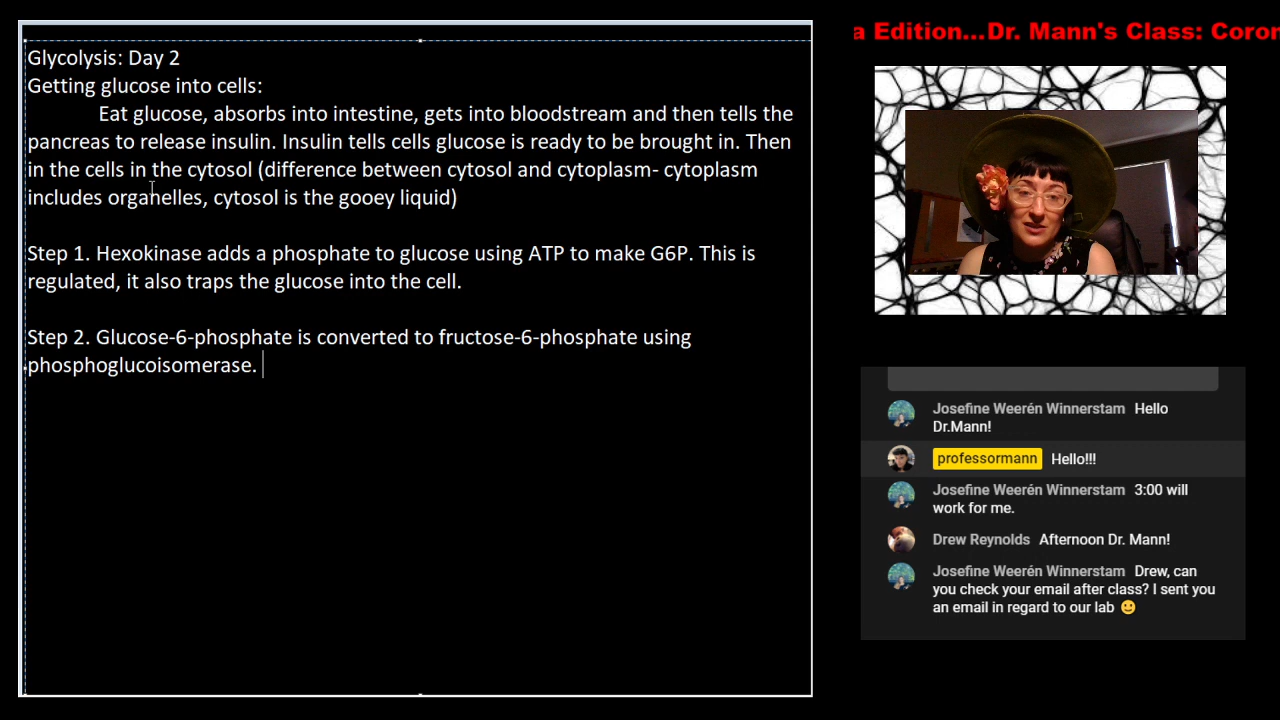 Glycolysis: Day 2
Getting glucose into cells:
Eat glucose, absorbs into intestine, gets into bloodstream and then tells the
pancreas to release insulin. Insulin tells cells glucose is ready to be brought in. Then
in the cells in the cytosol (difference between cytosol and cytoplasm- cytoplasm
includes organelles, cytosol is the gooey liquid)
Step 1. Hexokinase adds a phosphate to glucose using ATP to make G6P. This is
regulated, it also traps the glucose into the cell.
Step 2. Glucose-6-phosphate is converted to fructose-6-phosphate using
phosphoglucoisomerase.
a Edition...Dr. Mann's Class: Coron
Josefine Weerén Winnerstam Hello
Dr.Mann!
professormann Hello!!!
Josefine Weerén Winnerstam 3:00 will
work for me.
Drew Reynolds Afternoon Dr. Mann!
Josefine Weerén Winnerstam Drew, can
you check your email after class? I sent you
an email in regard to our lab 🙂